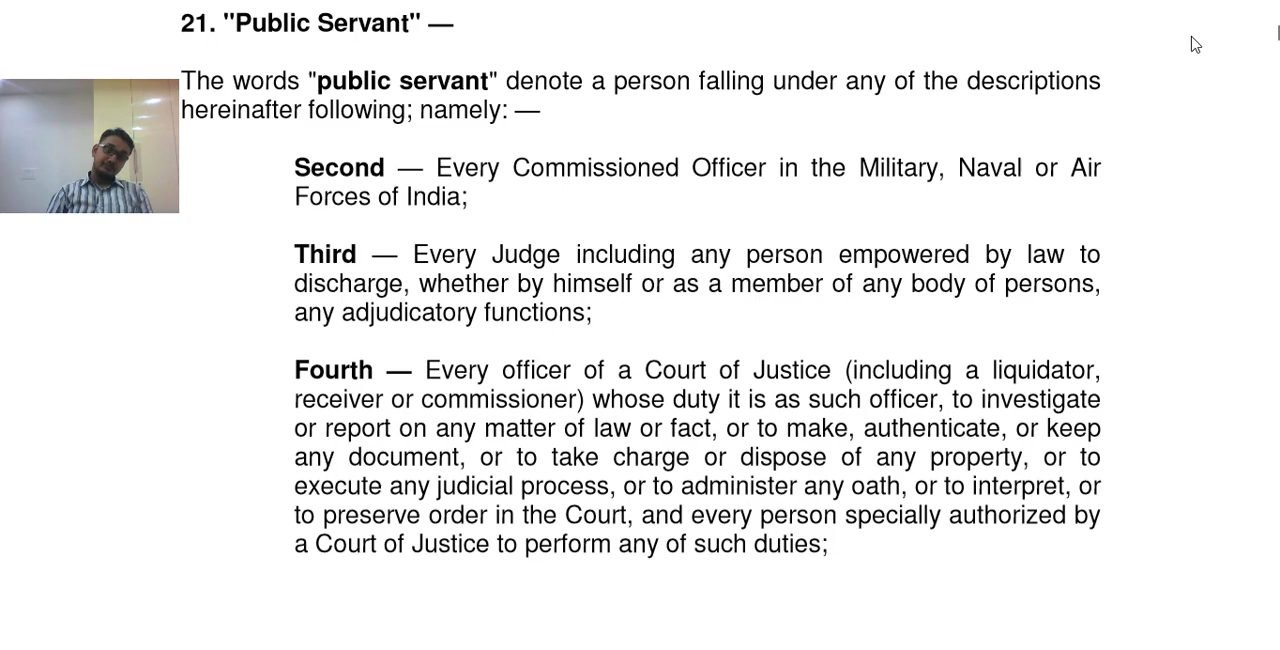 21. "Public Servant" —
The words "public servant" denote a person falling under any of the descriptions
hereinafter following; namely: —
Second — Every Commissioned Officer in the Military, Naval or Air
Forces of India;
Third — Every Judge including any person empowered by law to
discharge, whether by himself or as a member of any body of persons,
any adjudicatory functions;
Fourth — Every officer of a Court of Justice (including a liquidator,
receiver or commissioner) whose duty it is as such officer, to investigate
or report on any matter of law or fact, or to make, authenticate, or keep
any document, or to take charge or dispose of any property, or to
execute any judicial process, or to administer any oath, or to interpret, or
to preserve order in the Court, and every person specially authorized by
a Court of Justice to perform any of such duties;